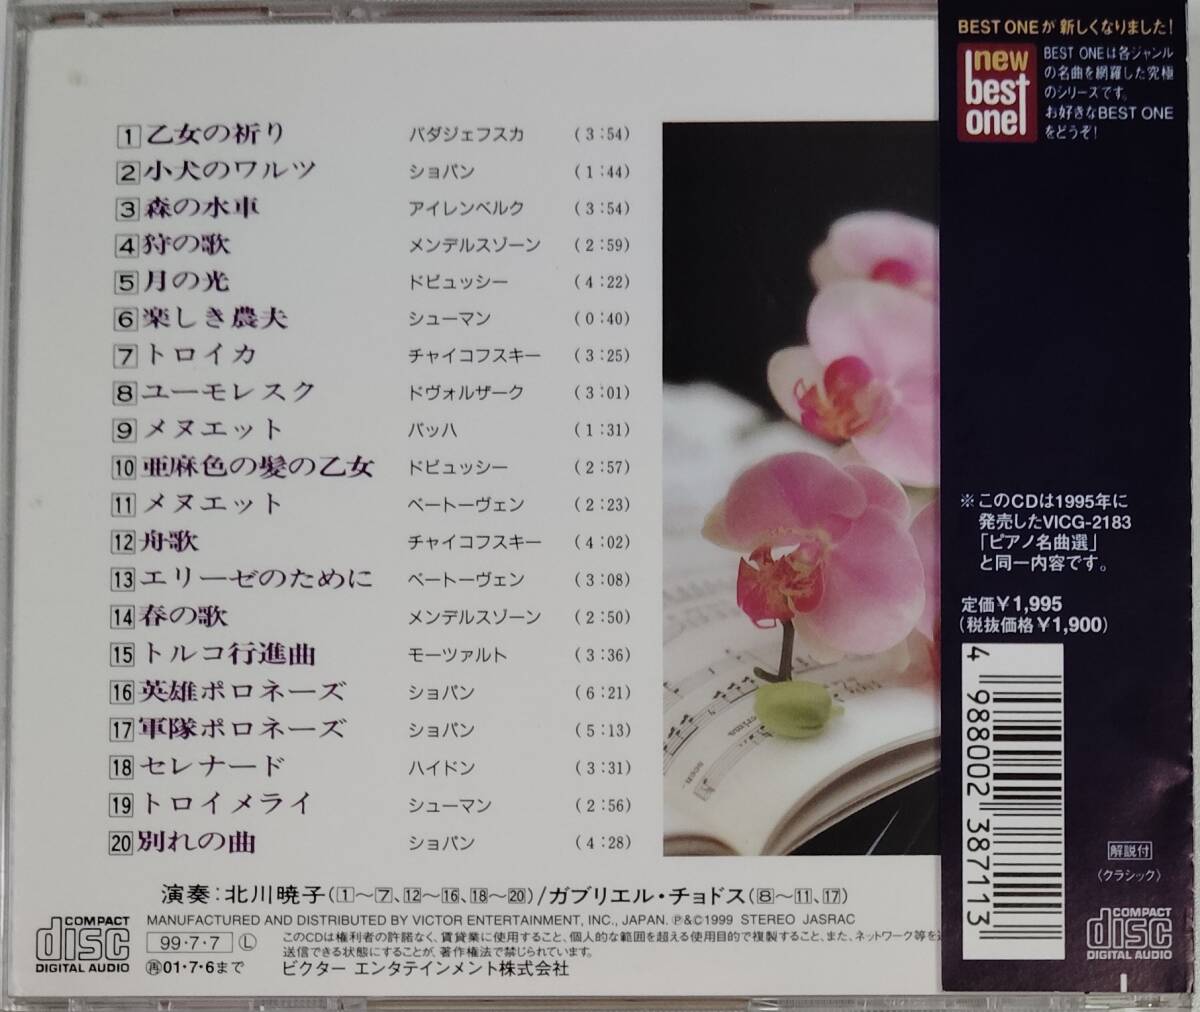 1 乙女の祈り バダジェフスカ (3:54)
2 小犬のワルツ ショパン (1:44)
3 森の水車 アイレンベルク (3:54)
4 狩の歌 メンデルスゾーン (2:59)
5 月の光 ドビュッシー (4:22)
6 楽しき農夫 シューマン (0:40)
7 トロイカ チャイコフスキー (3:25)
8 ユーモレスク ドヴォルザーク (3:01)
9 メヌエット バッハ (1:31)
10 亜麻色の髪の乙女 ドビュッシー (2:57)
11 メヌエット ベートーヴェン (2:23)
12 舟歌 チャイコフスキー (4:02)
13 エリーゼのために ベートーヴェン (3:08)
14 春の歌 メンデルスゾーン (2:50)
15 トルコ行進曲 モーツァルト (3:36)
16 英雄ポロネーズ ショパン (6:21)
17 軍隊ポロネーズ ショパン (5:13)
18 セレナード ハイドン (3:31)
19 トロイメライ シューマン (2:56)
20 別れの曲 ショパン (4:28)
演奏:北川暁子(1〜7、12〜16、18〜20)/ガブリエル・チョドス(8〜11、17)
MANUFACTURED AND DISTRIBUTED BY VICTOR ENTERTAINMENT, INC., JAPAN. ℗&©1999 STEREO JASRAC
COMPACT
disc
DIGITAL AUDIO
99・7・7 Ⓛ
再01・7・6まで
このCDは権利者の許諾なく、賃貸業に使用すること、個人的な範囲を超える使用目的で複製すること、また、ネットワーク等を
送信できる状態にすることが、著作権法で禁じられています。
ビクター エンタテインメント株式会社
BEST ONEが新しくなりました!
new
best
one!
BEST ONEは各ジャンル
の名曲を網羅した究極
のシリーズです。
お好きなBEST ONE
をどうぞ!
※このCDは1995年に
発売したVICG-2183
「ピアノ名曲選」
と同一内容です。
定価¥1,995
(税抜価格¥1,900)
4 988002 387113
解説付
〈クラシック〉
COMPACT
disc
DIGITAL AUDIO